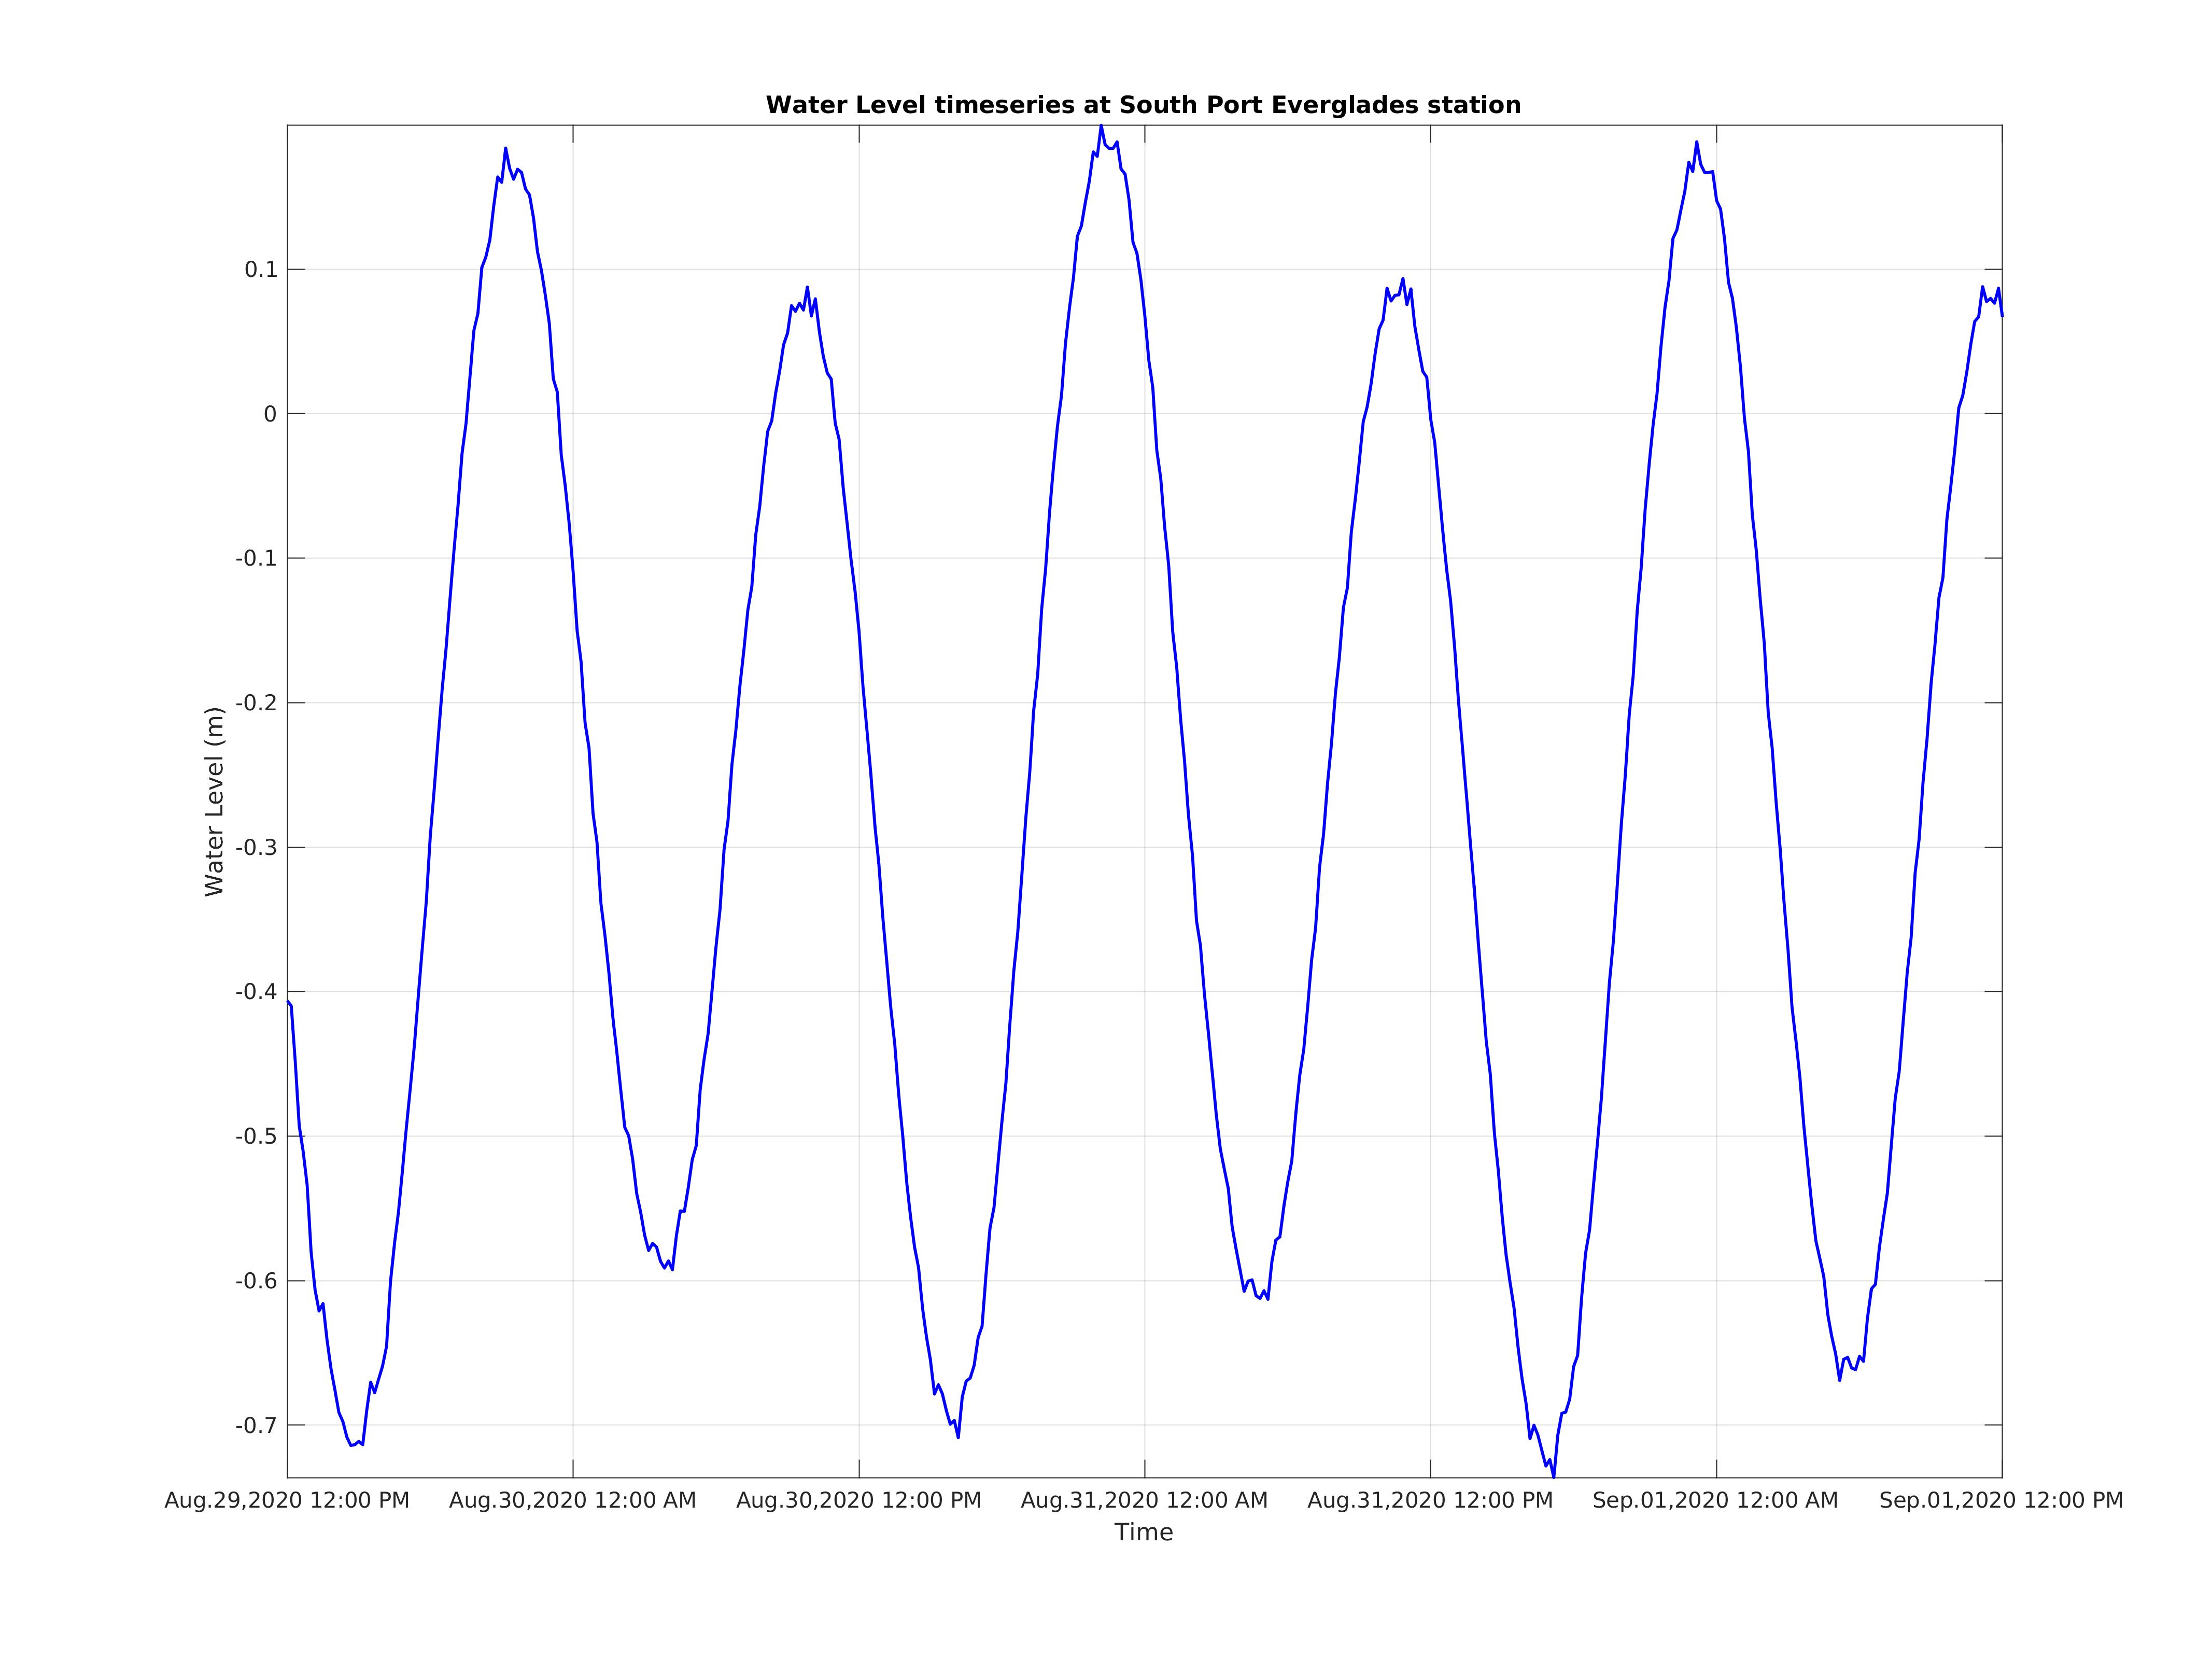 Water Level timeseries at South Port Everglades station
0.1
0
-0.1
-0.2
-0.3
-0.4
-0.5
-0.6
-0.7
Water Level (m)
Aug.29,2020 12:00 PM Aug.30,2020 12:00 AM Aug.30,2020 12:00 PM Aug.31,2020 12:00 AM Aug.31,2020 12:00 PM Sep.01,2020 12:00 AM Sep.01,2020 12:00 PM
Time